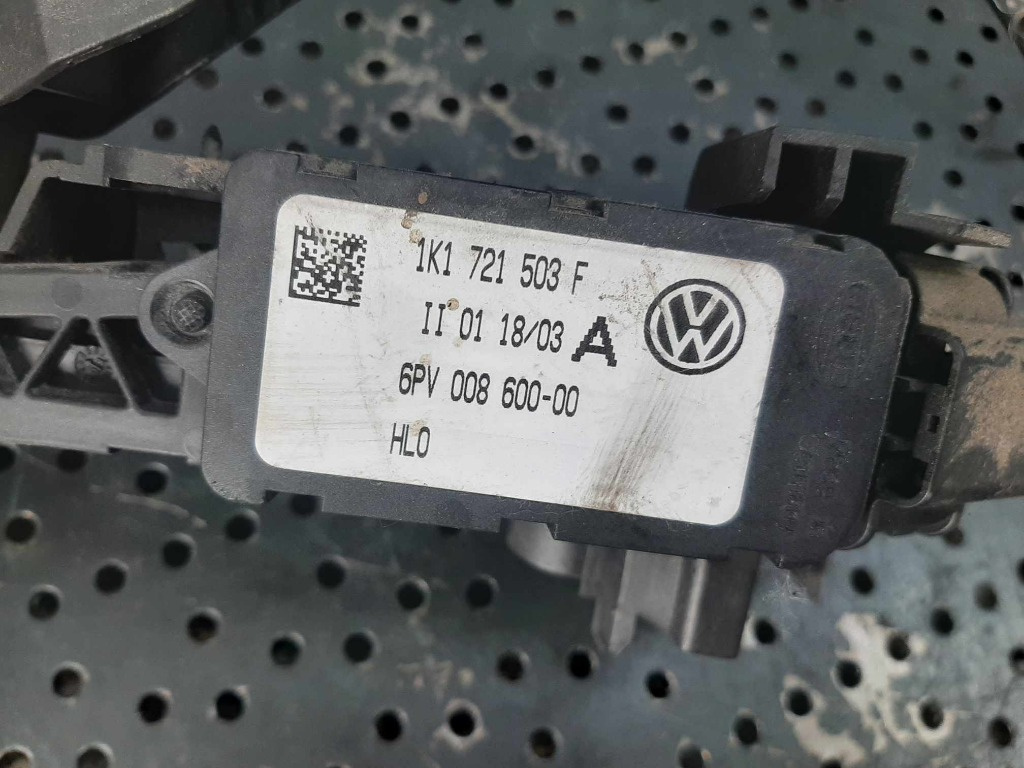 1K1 721 503 F
II 01 18/03 A
6PV 008 600-00
HLO